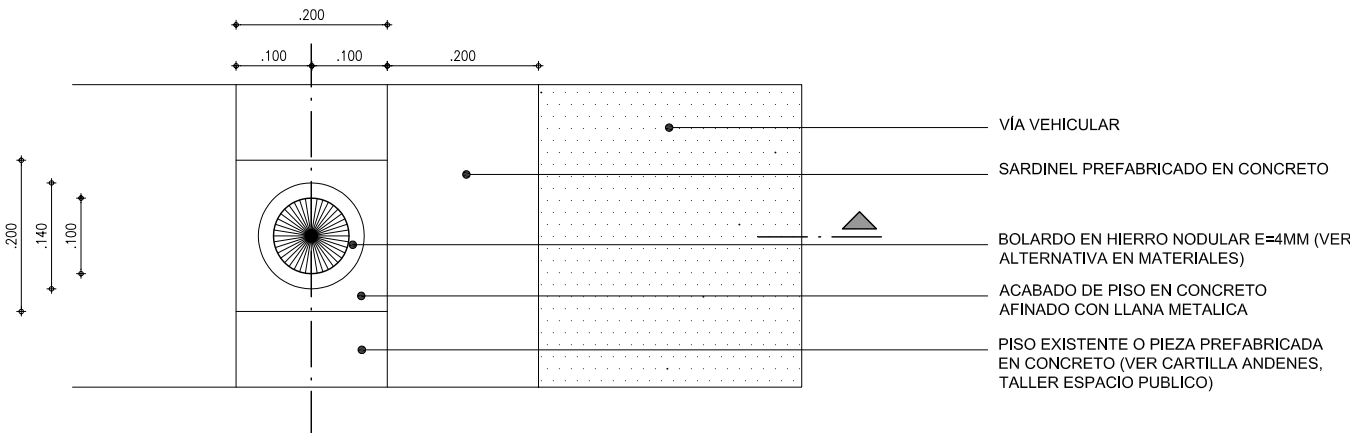 .200
.100
.100
.200
.200
.140
.100
VÍA VEHICULAR
SARDINEL PREFABRICADO EN CONCRETO
BOLARDO EN HIERRO NODULAR E=4MM (VER
ALTERNATIVA EN MATERIALES)
ACABADO DE PISO EN CONCRETO
AFINADO CON LLANA METALICA
PISO EXISTENTE O PIEZA PREFABRICADA
EN CONCRETO (VER CARTILLA ANDENES,
TALLER ESPACIO PUBLICO)